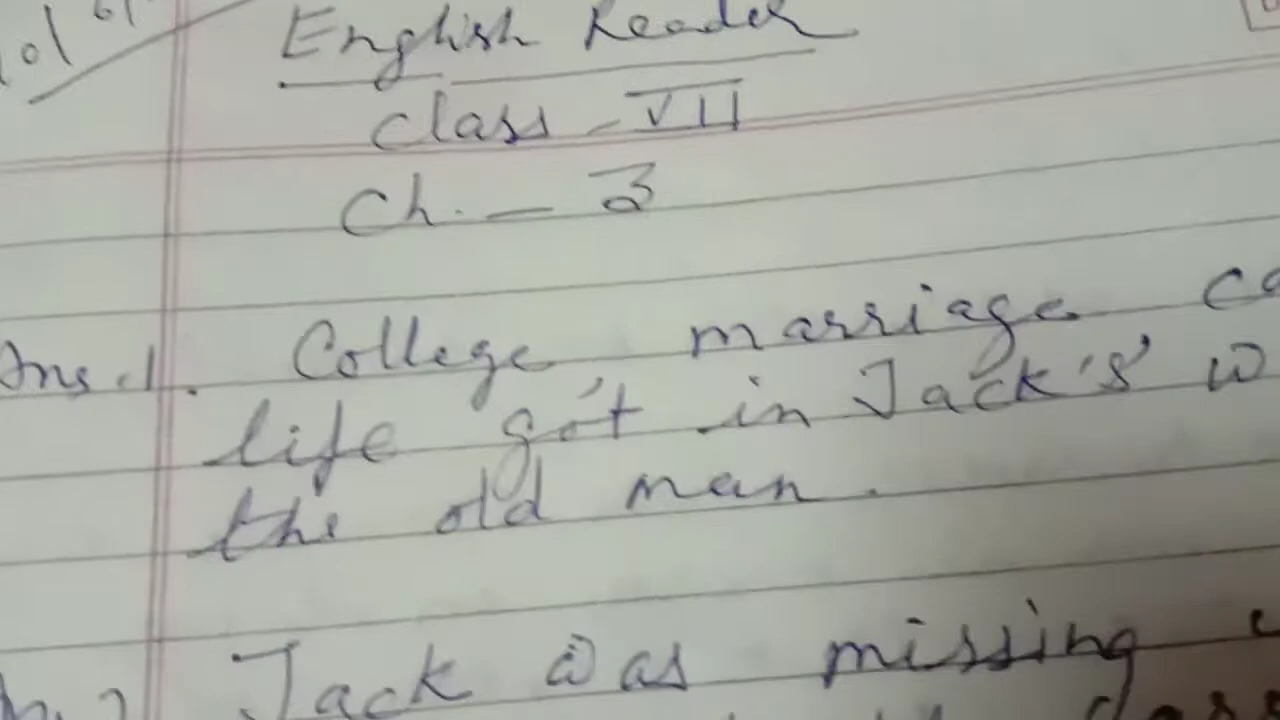 English Reader
Class - VII
Ch. - 3
Ans.1. College marriage
life got in Jack's
the old man.
Jack was missing